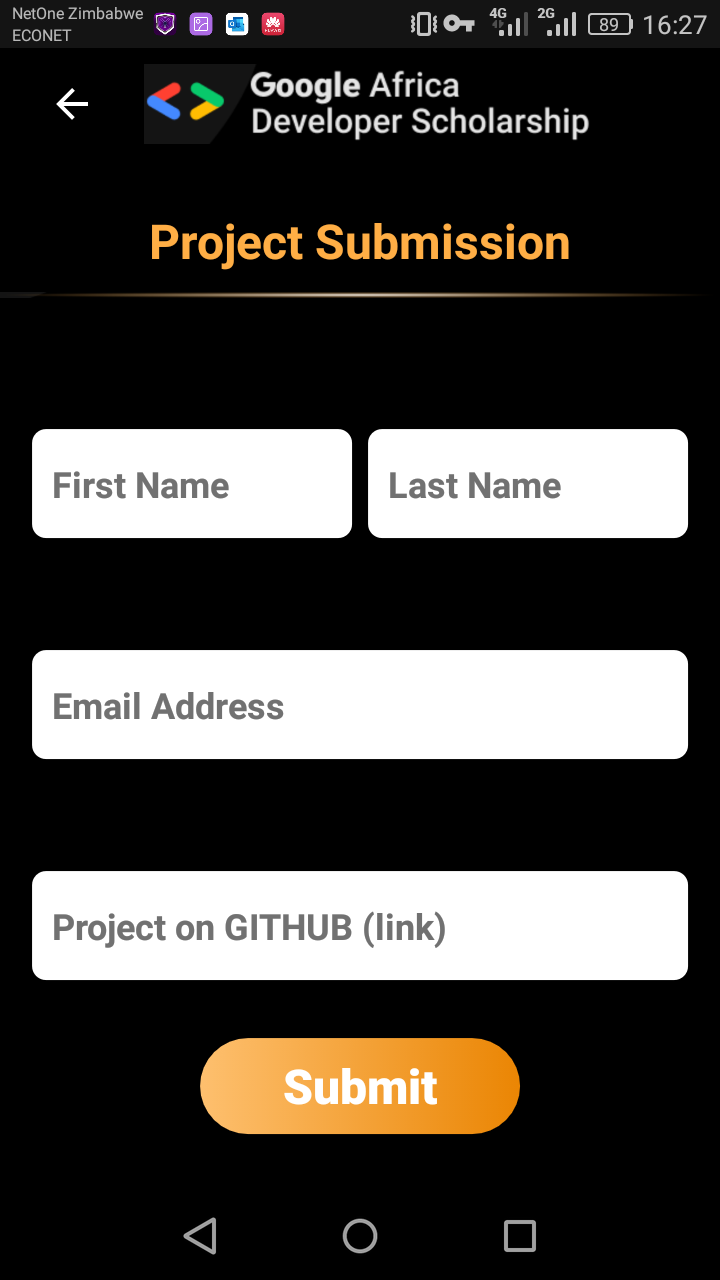 NetOne Zimbabwe
ECONET
4G 2G 89 16:27
Google Africa
Developer Scholarship
Project Submission
First Name Last Name
Email Address
Project on GITHUB (link)
Submit